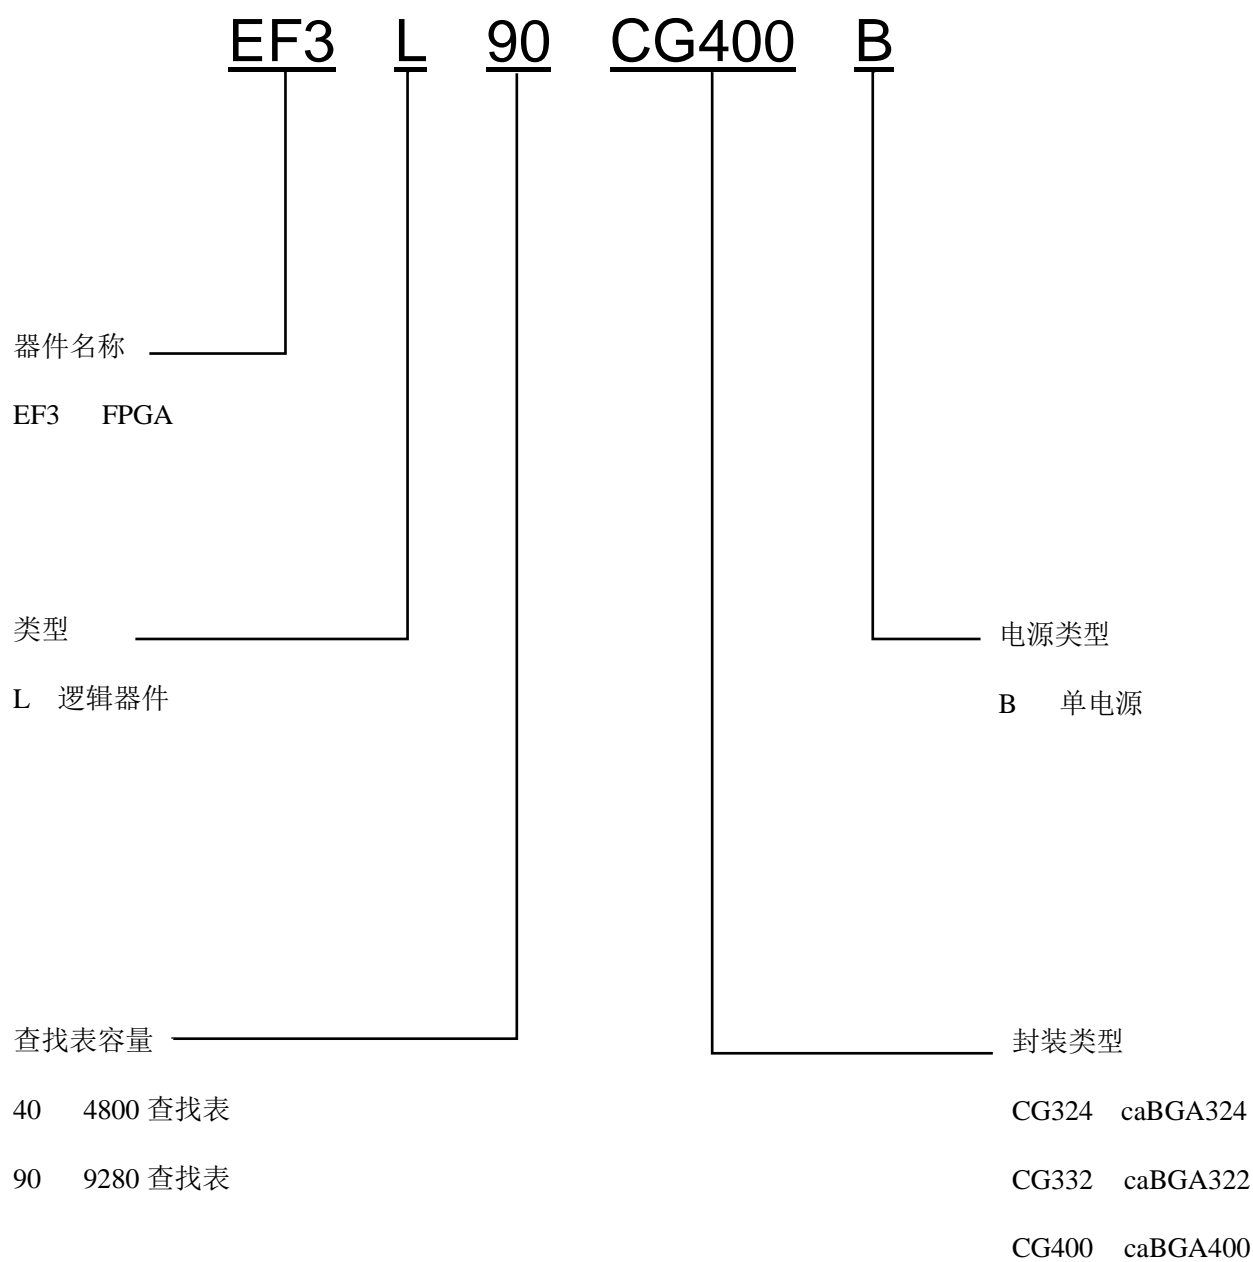 EF3 L 90 CG400 B
器件名称
EF3 FPGA
类型
L 逻辑器件
电源类型
B 单电源
查找表容量
40 4800 查找表
90 9280 查找表
封装类型
CG324 caBGA324
CG332 caBGA322
CG400 caBGA400